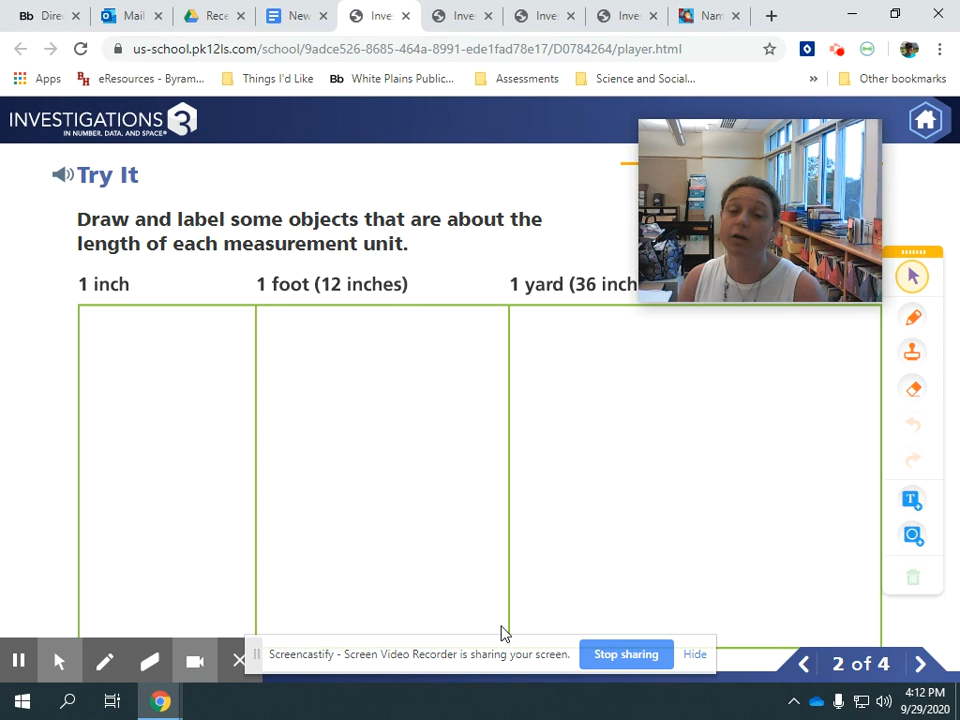 Dire
Mail
Rece
New
Inve
Inve
Inve
Inve
Nam
us-school.pk12ls.com/school/9adce526-8685-464a-8991-ede1fad78e17/D0784264/player.html
Apps
eResources - Byram...
Things I'd Like
White Plains Public...
Assessments
Science and Social...
»
Other bookmarks
INVESTIGATIONS 3
IN NUMBER, DATA, AND SPACE®
Try It
Draw and label some objects that are about the
length of each measurement unit.
1 inch
1 foot (12 inches)
1 yard (36 inch
Screencastify - Screen Video Recorder is sharing your screen.
Stop sharing
Hide
2 of 4
4:12 PM
9/29/2020